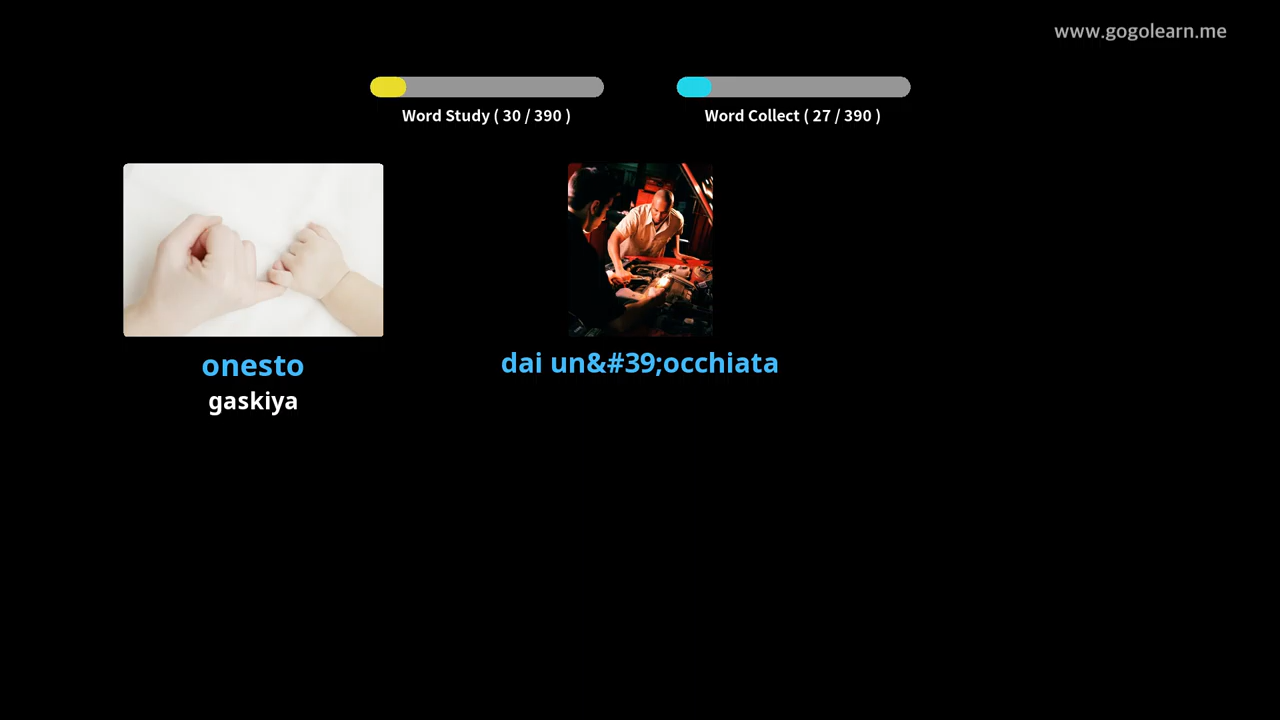 www.gogolearn.me
Word Study ( 30 / 390 )
Word Collect ( 27 / 390 )
onesto
gaskiya
dai un&#39;occhiata